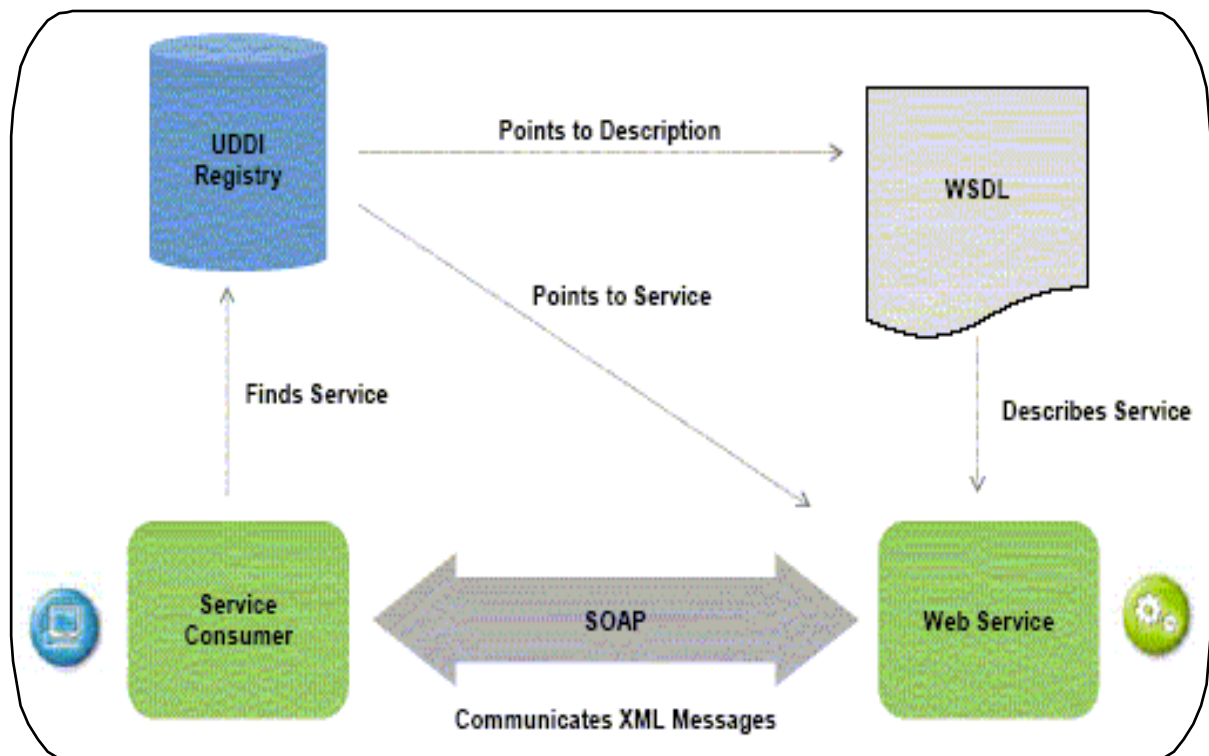 UDDI
Registry
Points to Description
WSDL
Points to Service
Finds Service
Describes Service
Service
Consumer
SOAP
Web Service
Communicates XML Messages